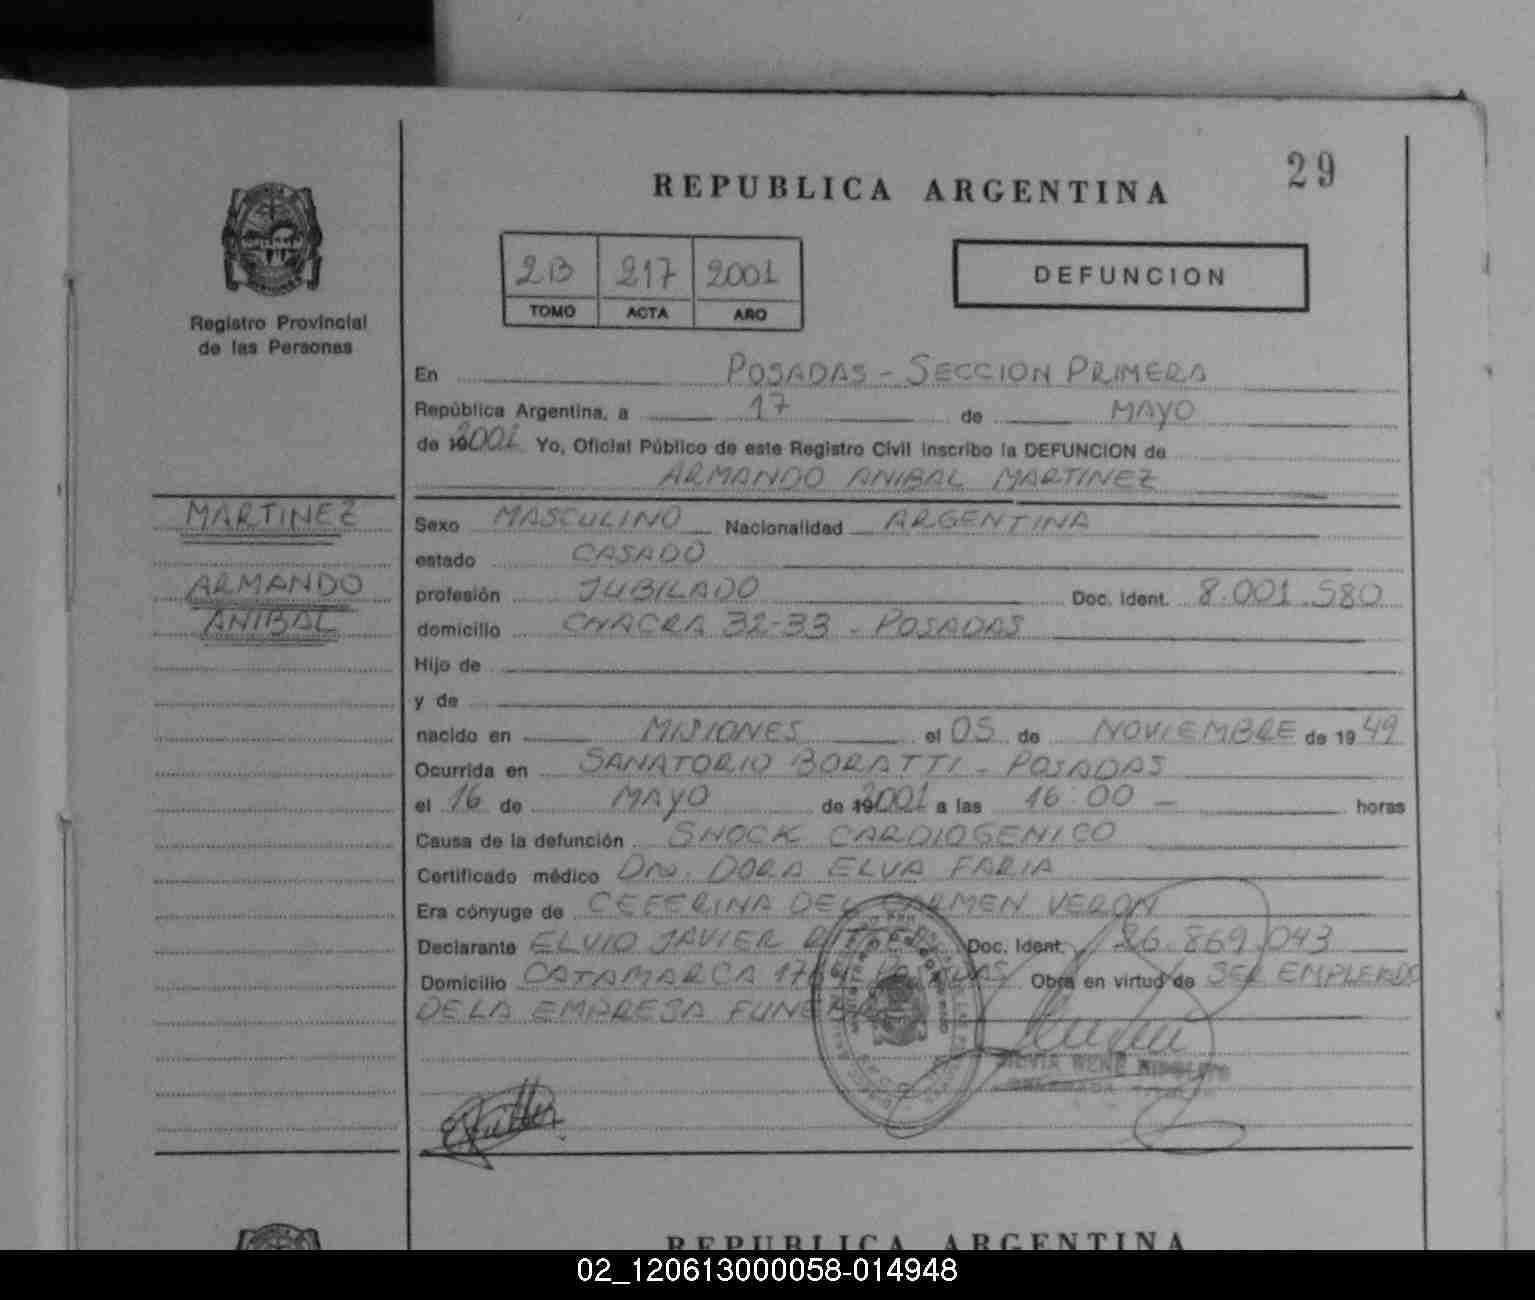 29
REPUBLICA ARGENTINA
2B 217 2001
TOMO ACTA AÑO
DEFUNCION
Registro Provincial
de las Personas
En POSADAS - SECCION PRIMERA
República Argentina, a 17 de MAYO
de 2001 Yo, Oficial Público de este Registro Civil inscribo la DEFUNCION de
ARMANDO ANIBAL MARTINEZ
MARTINEZ
ARMANDO
ANIBAL
Sexo MASCULINO Nacionalidad ARGENTINA
estado CASADO
profesión JUBILADO Doc. Ident. 8.001.580
domicilio CHACRA 32-33 - POSADAS
Hijo de
y de
nacido en MISIONES el 05 de NOVIEMBRE de 1949
Ocurrida en SANATORIO BORATTI - POSADAS
el 16 de MAYO de 2001 a las 16:00 horas
Causa de la defunción SHOCK CARDIOGENICO
Certificado médico Dra. DORA ELVA FARIA
Era cónyuge de CEFERINA DEL CARMEN VERON
Declarante ELVIO JAVIER Doc. Ident. 26.869.043
Domicilio CATAMARCA Obra en virtud de SER EMPLEADO
DE LA EMPRESA FUNEBRE
REPUBLICA ARGENTINA
02_120613000058-014948